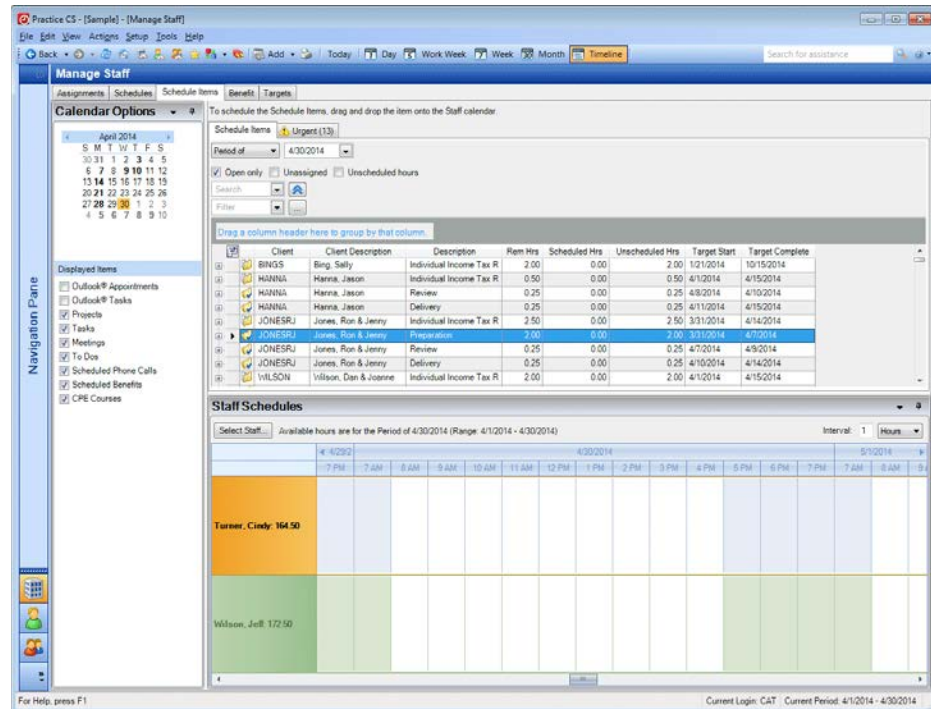 Practice CS - [Sample] - [Manage Staff]
File Edit View Actions Setup Tools Help
Back Add Today Day Work Week Week Month Timeline Search for assistance
Manage Staff
Assignments Schedules Schedule Items Benefit Targets
Calendar Options
To schedule the Schedule Items, drag and drop the item onto the Staff calendar.
April 2014
S M T W T F S
30 31 1 2 3 4 5
6 7 8 9 10 11 12
13 14 15 16 17 18 19
20 21 22 23 24 25 26
27 28 29 30 1 2 3
4 5 6 7 8 9 10
Displayed Items
Outlook® Appointments
Outlook® Tasks
Projects
Tasks
Meetings
To Dos
Scheduled Phone Calls
Scheduled Benefits
CPE Courses
Navigation Pane
Schedule Items Urgent (13)
Period of 4/30/2014
Open only Unassigned Unscheduled hours
Search
Filter
Drag a column header here to group by that column.
Client Client Description Description Rem Hrs Scheduled Hrs Unscheduled Hrs Target Start Target Complete
BINGS Bing, Sally Individual Income Tax R 2.00 0.00 2.00 1/21/2014 10/15/2014
HANNA Hanna, Jason Individual Income Tax R 0.50 0.00 0.50 4/1/2014 4/15/2014
HANNA Hanna, Jason Review 0.25 0.00 0.25 4/8/2014 4/10/2014
HANNA Hanna, Jason Delivery 0.25 0.00 0.25 4/11/2014 4/15/2014
JONESRJ Jones, Ron & Jenny Individual Income Tax R 2.50 0.00 2.50 3/31/2014 4/14/2014
JONESRJ Jones, Ron & Jenny Preparation 2.00 0.00 2.00 3/31/2014 4/7/2014
JONESRJ Jones, Ron & Jenny Review 0.25 0.00 0.25 4/7/2014 4/9/2014
JONESRJ Jones, Ron & Jenny Delivery 0.25 0.00 0.25 4/10/2014 4/14/2014
WILSON Wilson, Dan & Joanne Individual Income Tax R 2.00 0.00 2.00 4/1/2014 4/15/2014
Staff Schedules
Select Staff... Available hours are for the Period of 4/30/2014 (Range: 4/1/2014 - 4/30/2014) Interval: 1 Hours
4/29/2 4/30/2014 5/1/2014
7 PM 7 AM 8 AM 9 AM 10 AM 11 AM 12 PM 1 PM 2 PM 3 PM 4 PM 5 PM 6 PM 7 PM 7 AM 8 AM 9
Turner, Cindy: 164.50
Wilson, Jeff: 172.50
For Help, press F1 Current Login: CAT Current Period: 4/1/2014 - 4/30/2014